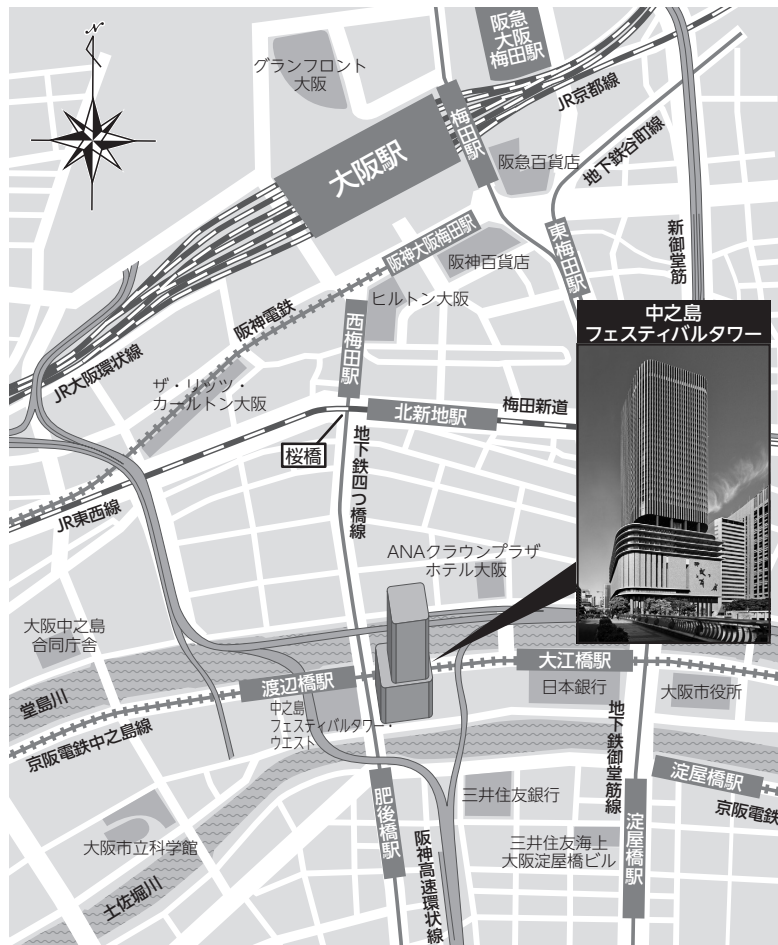 N
阪急
大阪
梅田駅
グランフロント
大阪
JR京都線
梅田駅
大阪駅
阪急百貨店
地下鉄谷町線
新御堂筋
東梅田駅
阪神大阪梅田駅
阪神百貨店
ヒルトン大阪
阪神電鉄
西梅田駅
中之島
フェスティバルタワー
JR大阪環状線
ザ・リッツ・
カールトン大阪
北新地駅
梅田新道
桜橋
地下鉄四つ橋線
JR東西線
ANAクラウンプラザ
ホテル大阪
大阪中之島
合同庁舎
大江橋駅
渡辺橋駅
日本銀行
大阪市役所
堂島川
中之島
フェスティバルタワー・
ウエスト
京阪電鉄中之島線
地下鉄御堂筋線
淀屋橋駅
肥後橋駅
三井住友銀行
京阪電鉄
淀屋橋駅
大阪市立科学館
阪神高速環状線
三井住友海上
大阪淀屋橋ビル
土佐堀川